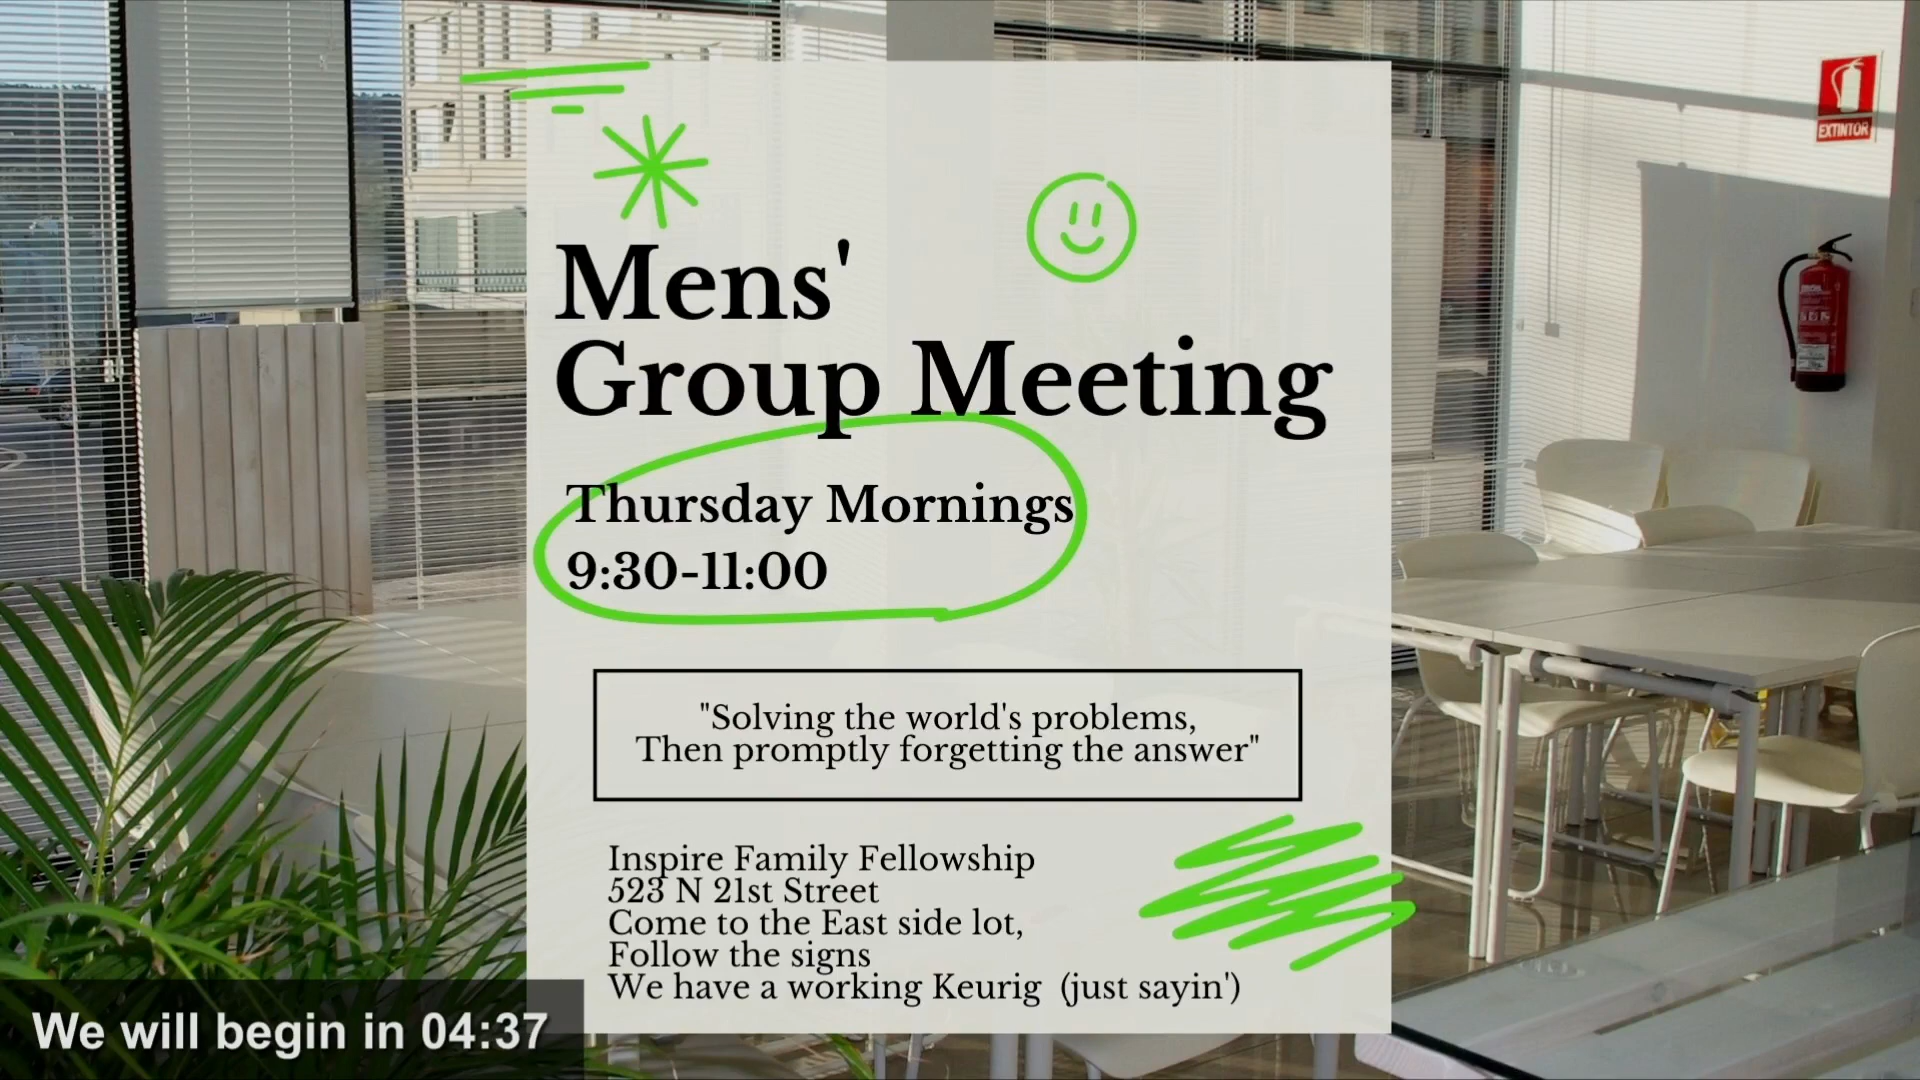 EXTINTOR
Mens'
Group Meeting
Thursday Mornings
9:30-11:00
"Solving the world's problems,
Then promptly forgetting the answer"
Inspire Family Fellowship
523 N 21st Street
Come to the East side lot,
Follow the signs
We have a working Keurig (just sayin')
We will begin in 04:37